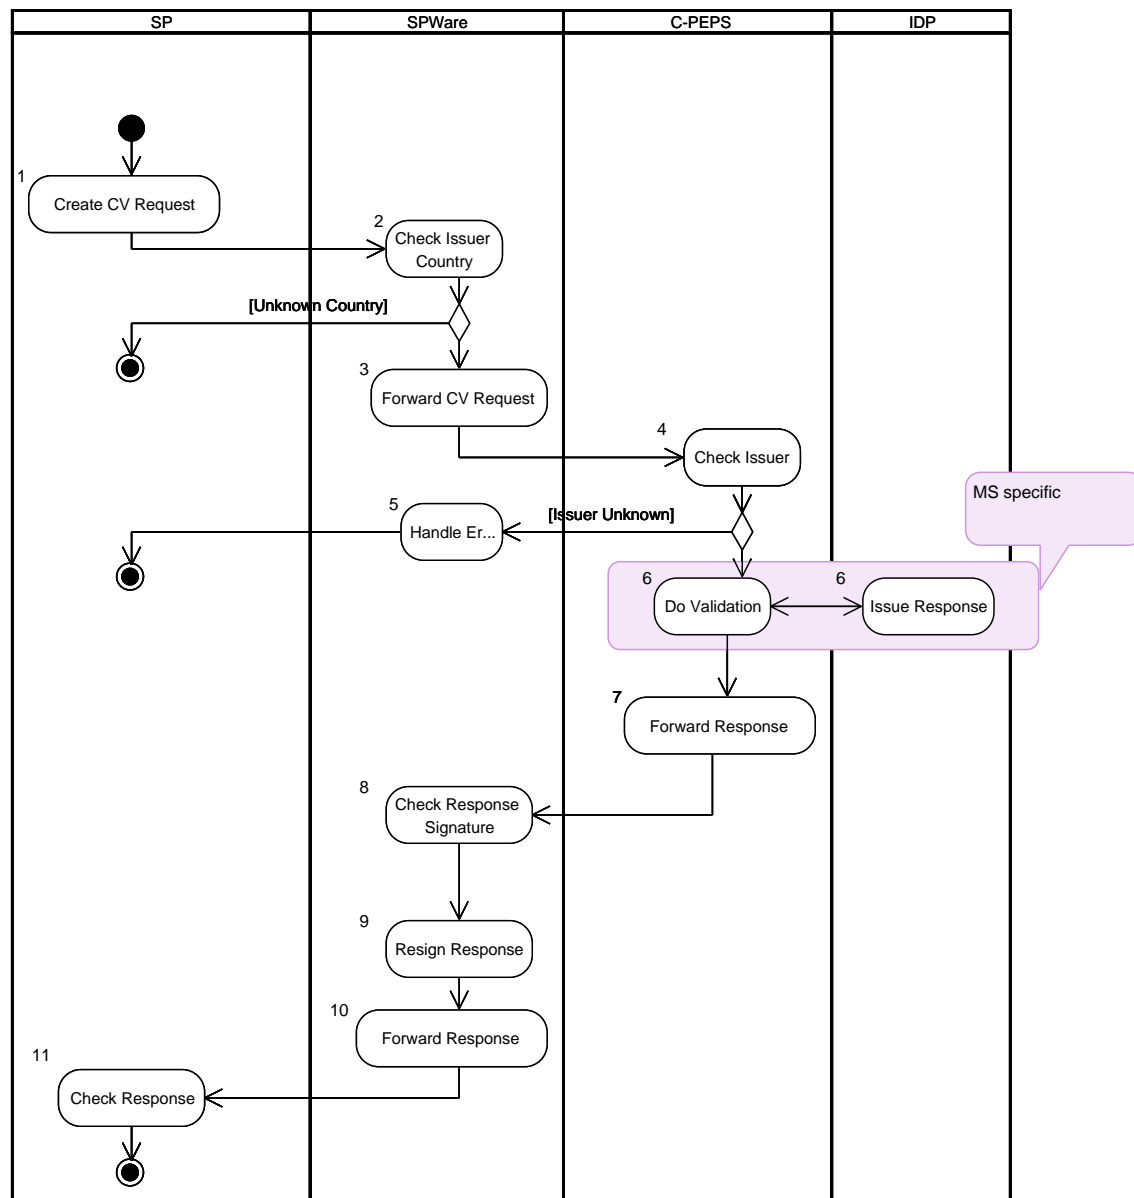 SP
SPWare
C-PEPS
IDP
1
Create CV Request
2
Check Issuer
Country
[Unknown Country]
3
Forward CV Request
4
Check Issuer
MS specific
5
[Issuer Unknown]
Handle Er...
6
Do Validation
6
Issue Response
7
Forward Response
8
Check Response
Signature
9
Resign Response
10
Forward Response
11
Check Response